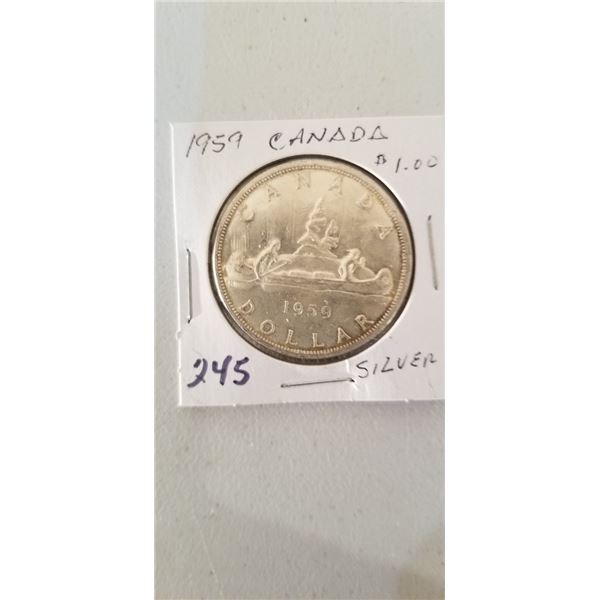 1959 CANADA
$1.00
CANADA
1959
DOLLAR
245
SILVER